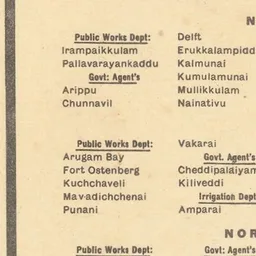 N
Public Works Dept:
Irampaikkulam
Pallavarayankaddu
Govt: Agent's
Arippu
Chunnavil
Delft
Erukkalampidd
Kalmunai
Kumulamunai
Mullikkulam
Nainativu
Public Works Dept:
Arugam Bay
Fort Ostenberg
Kuchchaveli
Mavadichchenai
Punani
Vakarai
Govt. Agent's
Cheddipalaiyam
Kiliveddi
Irrigation Dept
Amparai
NOR
Public Works Dept:
Govt: Agent's